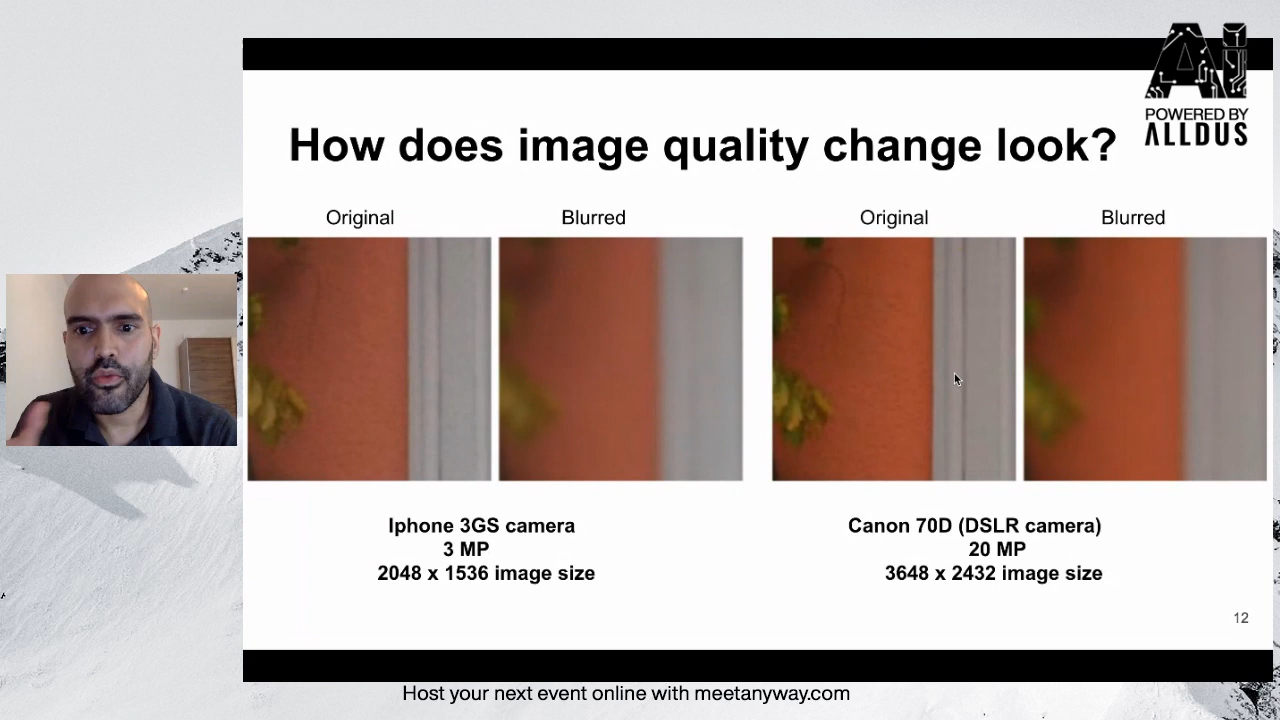 AI
POWERED BY
ALLDUS
How does image quality change look?
Original
Blurred
Original
Blurred
Iphone 3GS camera
3 MP
2048 x 1536 image size
Canon 70D (DSLR camera)
20 MP
3648 x 2432 image size
12
Host your next event online with meetanyway.com